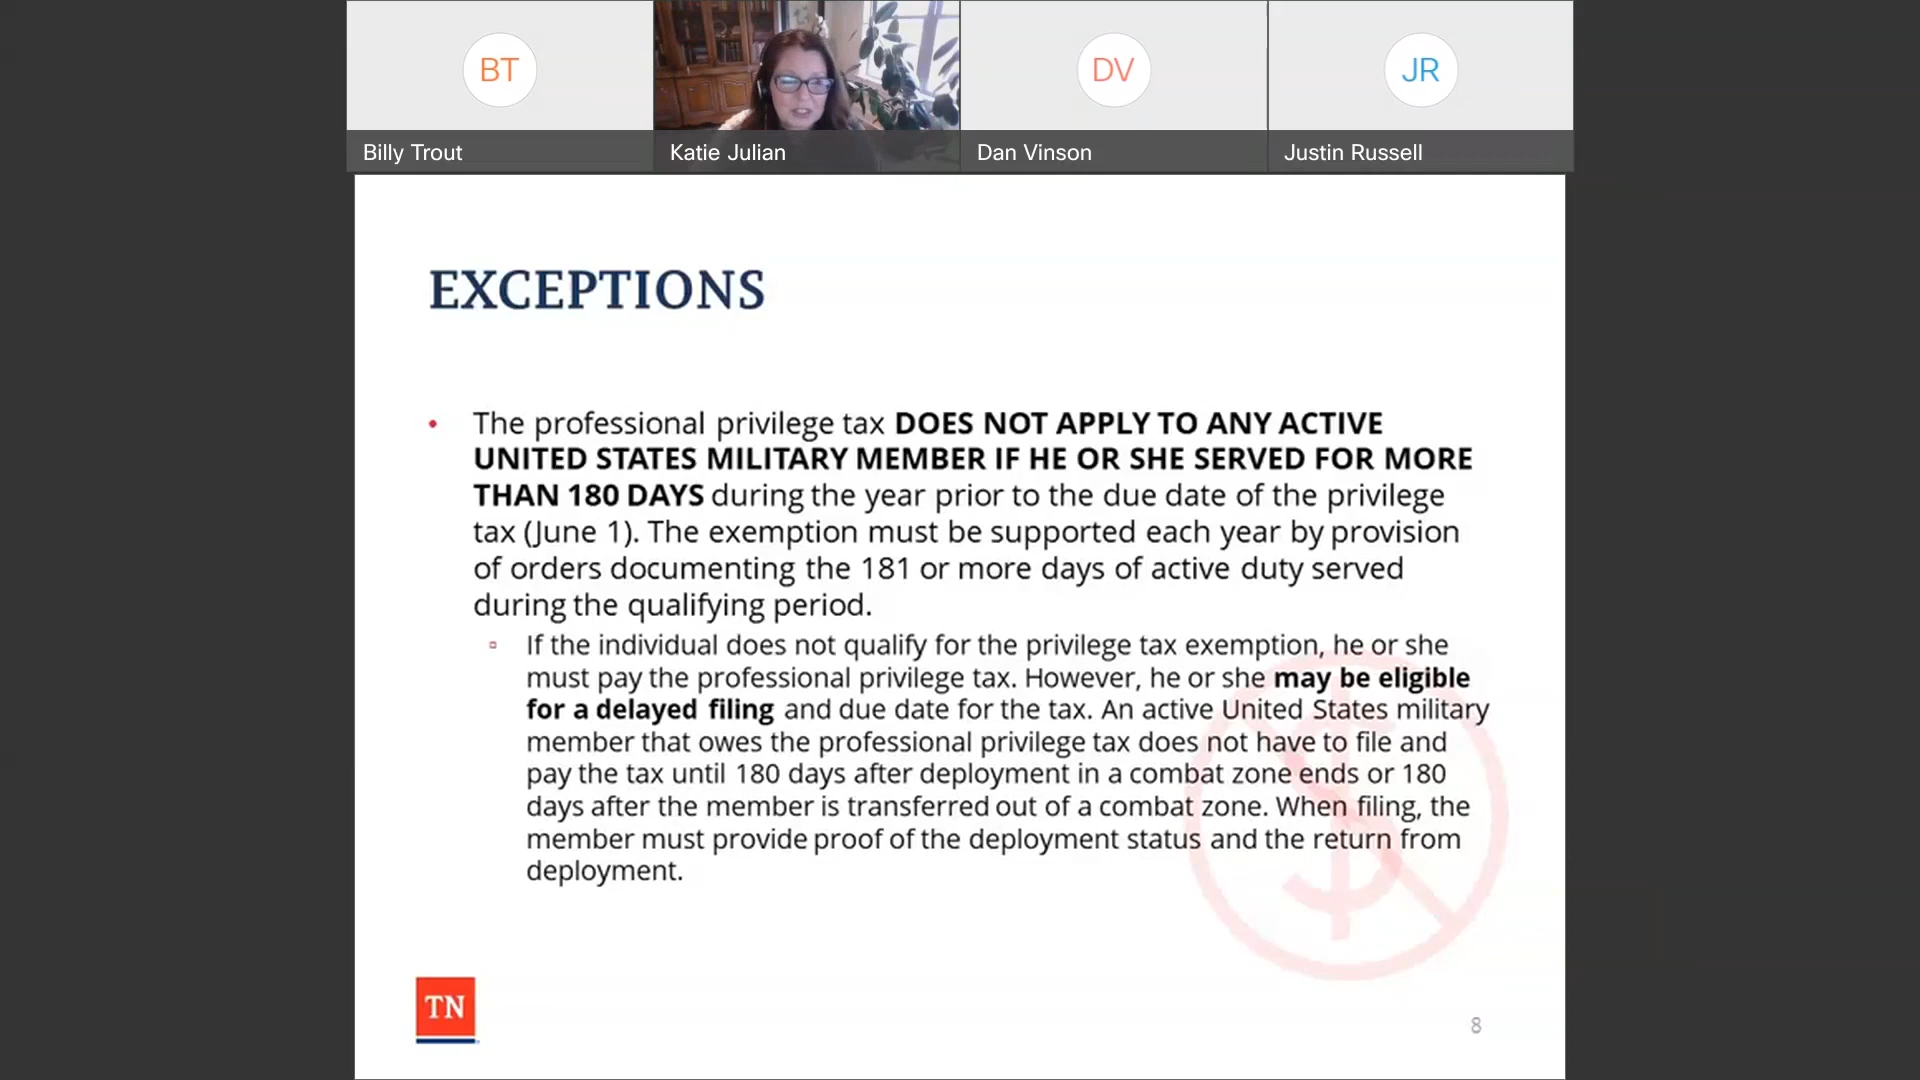 BT
DV
JR
Billy Trout
Katie Julian
Dan Vinson
Justin Russell
EXCEPTIONS
• The professional privilege tax DOES NOT APPLY TO ANY ACTIVE
UNITED STATES MILITARY MEMBER IF HE OR SHE SERVED FOR MORE
THAN 180 DAYS during the year prior to the due date of the privilege
tax (June 1). The exemption must be supported each year by provision
of orders documenting the 181 or more days of active duty served
during the qualifying period.
▫ If the individual does not qualify for the privilege tax exemption, he or she
must pay the professional privilege tax. However, he or she may be eligible
for a delayed filing and due date for the tax. An active United States military
member that owes the professional privilege tax does not have to file and
pay the tax until 180 days after deployment in a combat zone ends or 180
days after the member is transferred out of a combat zone. When filing, the
member must provide proof of the deployment status and the return from
deployment.
$
TN
8